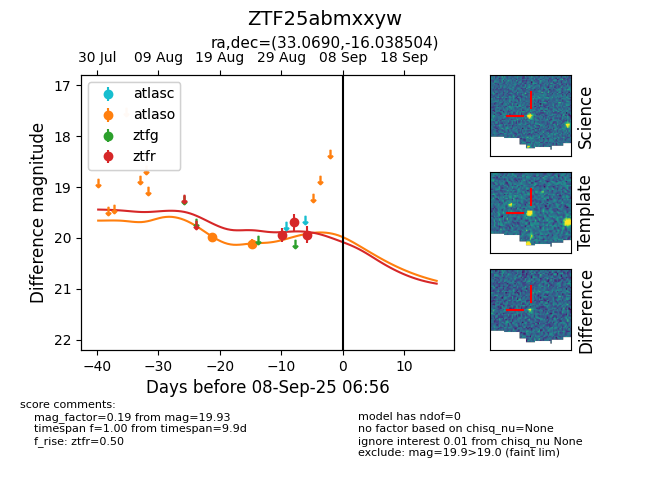 ZTF25abmxxyw
ra,dec=(33.0690,-16.038504)
30 Jul 09 Aug 19 Aug 29 Aug 08 Sep 18 Sep
17
18
19
20
21
22
Difference magnitude
atlasc
atlaso
ztfg
ztfr
−40 −30 −20 −10 0 10
Days before 08-Sep-25 06:56
Science
Template
Difference
score comments:
mag_factor=0.19 from mag=19.93
timespan f=1.00 from timespan=9.9d
f_rise: ztfr=0.50
model has ndof=0
no factor based on chisq_nu=None
ignore interest 0.01 from chisq_nu None
exclude: mag=19.9>19.0 (faint lim)